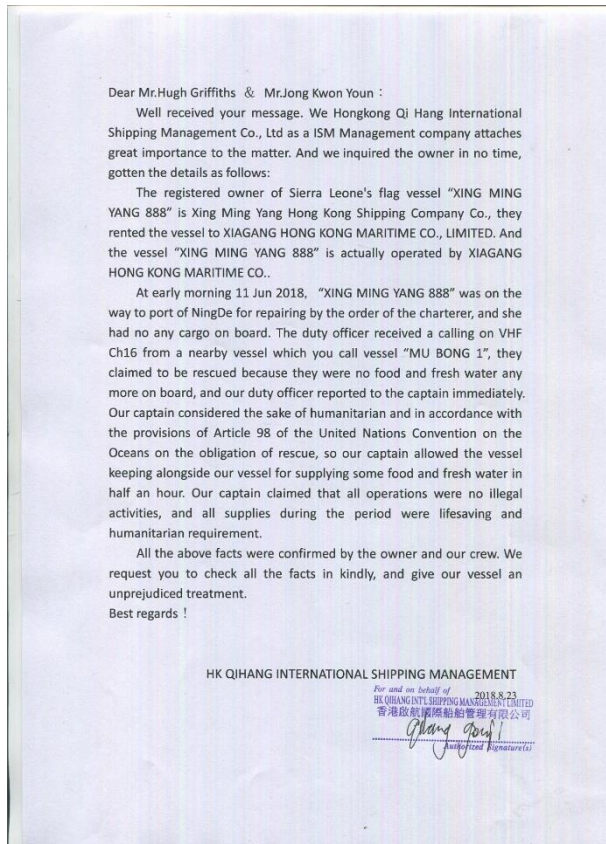 Dear Mr.Hugh Griffiths & Mr.Jong Kwon Youn：
Well received your message. We Hongkong Qi Hang International
Shipping Management Co., Ltd as a ISM Management company attaches
great importance to the matter. And we inquired the owner in no time,
gotten the details as follows:
The registered owner of Sierra Leone's flag vessel “XING MING
YANG 888” is Xing Ming Yang Hong Kong Shipping Company Co., they
rented the vessel to XIAGANG HONG KONG MARITIME CO., LIMITED. And
the vessel “XING MING YANG 888” is actually operated by XIAGANG
HONG KONG MARITIME CO..
At early morning 11 Jun 2018, “XING MING YANG 888” was on the
way to port of NingDe for repairing by the order of the charterer, and she
had no any cargo on board. The duty officer received a calling on VHF
Ch16 from a nearby vessel which you call vessel “MU BONG 1”, they
claimed to be rescued because they were no food and fresh water any
more on board, and our duty officer reported to the captain immediately.
Our captain considered the sake of humanitarian and in accordance with
the provisions of Article 98 of the United Nations Convention on the
Oceans on the obligation of rescue, so our captain allowed the vessel
keeping alongside our vessel for supplying some food and fresh water in
half an hour. Our captain claimed that all operations were no illegal
activities, and all supplies during the period were lifesaving and
humanitarian requirement.
All the above facts were confirmed by the owner and our crew. We
request you to check all the facts in kindly, and give our vessel an
unprejudiced treatment.
Best regards！
HK QIHANG INTERNATIONAL SHIPPING MANAGEMENT
For and on behalf of
2018.8.23
HK QIHANG INT'L SHIPPING MANAGEMENT LIMITED
香港啟航國際船舶管理有限公司
Authorized Signature(s)